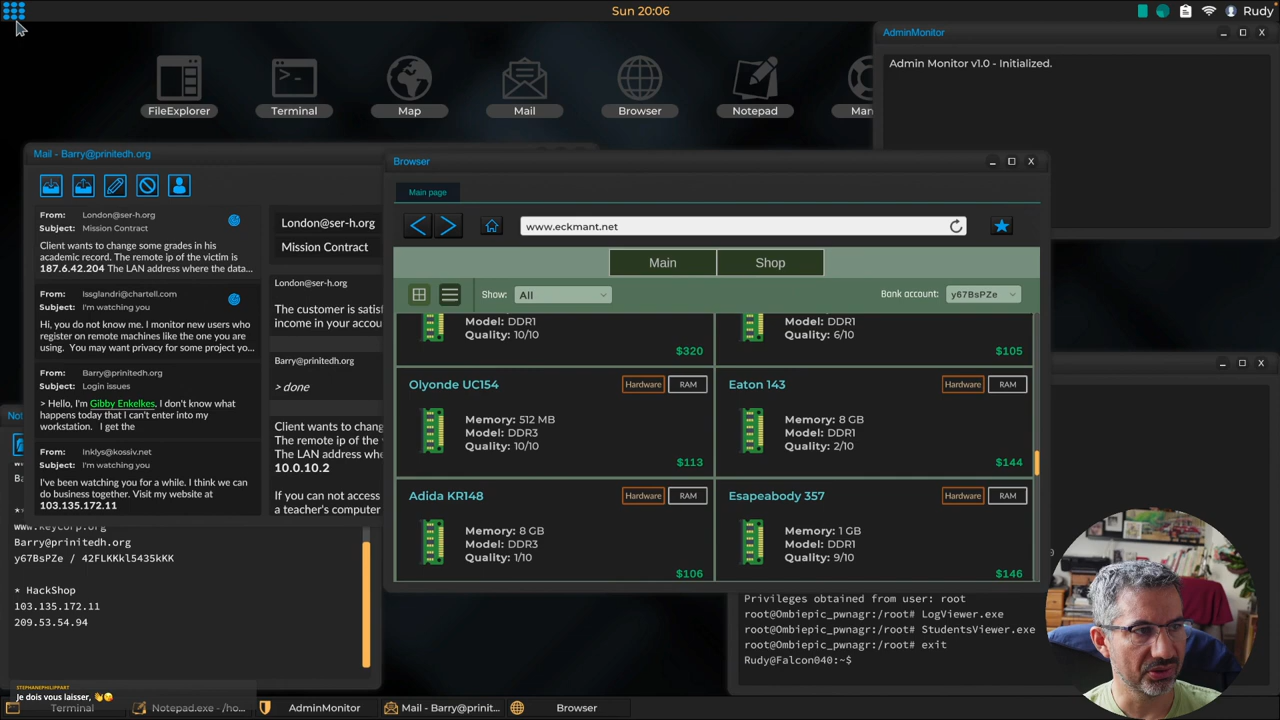 Sun 20:06
Rudy
FileExplorer
Terminal
Map
Mail
Browser
Notepad
Man
AdminMonitor
Admin Monitor v1.0 - Initialized.
Mail - Barry@prinitedh.org
From: London@ser-h.org
Subject: Mission Contract
Client wants to change some grades in his
academic record. The remote ip of the victim is
187.6.42.204 The LAN address where the data...
From: Issglandri@chartell.com
Subject: I'm watching you
Hi, you do not know me. I monitor new users who
register on remote machines like the one you are
using. You may want privacy for some project yo...
From: Barry@prinitedh.org
Subject: Login issues
> Hello, I'm Gibby Enkelkes. I don't know what
happens today that I can't enter into my
workstation. I get the
From: Inklys@kossiv.net
Subject: I'm watching you
I've been watching you for a while. I think we can
do business together. Visit my website at
103.135.172.11
London@ser-h.org
Mission Contract
London@ser-h.org
The customer is satisf
income in your accou
Barry@prinitedh.org
> done
Client wants to change
The remote ip of the
The LAN address whe
10.0.10.2
If you can not access
a teacher's computer
Browser
Main page
www.eckmant.net
Main
Shop
Show: All
Bank account: y67BsPZe
Model: DDR1
Quality: 10/10
$320
Model: DDR1
Quality: 6/10
$105
Olyonde UC154
Hardware
RAM
Memory: 512 MB
Model: DDR3
Quality: 10/10
$113
Eaton 143
Hardware
RAM
Memory: 8 GB
Model: DDR1
Quality: 2/10
$144
Adida KR148
Hardware
RAM
Memory: 8 GB
Model: DDR3
Quality: 1/10
$106
Esapeabody 357
Hardware
RAM
Memory: 1 GB
Model: DDR1
Quality: 9/10
$146
Not
www.keyCorp.org
Barry@prinitedh.org
y67BsPZe / 42FLKKkl5435kKK
* HackShop
103.135.172.11
209.53.54.94
Privileges obtained from user: root
root@Ombiepic_pwnagr:/root# LogViewer.exe
root@Ombiepic_pwnagr:/root# StudentsViewer.exe
root@Ombiepic_pwnagr:/root# exit
Rudy@Falcon040:~$
STEPHANEPHILIPPART
Je dois vous laisser, 👋😘
Terminal
Notepad.exe - /ho...
AdminMonitor
Mail - Barry@prinit...
Browser